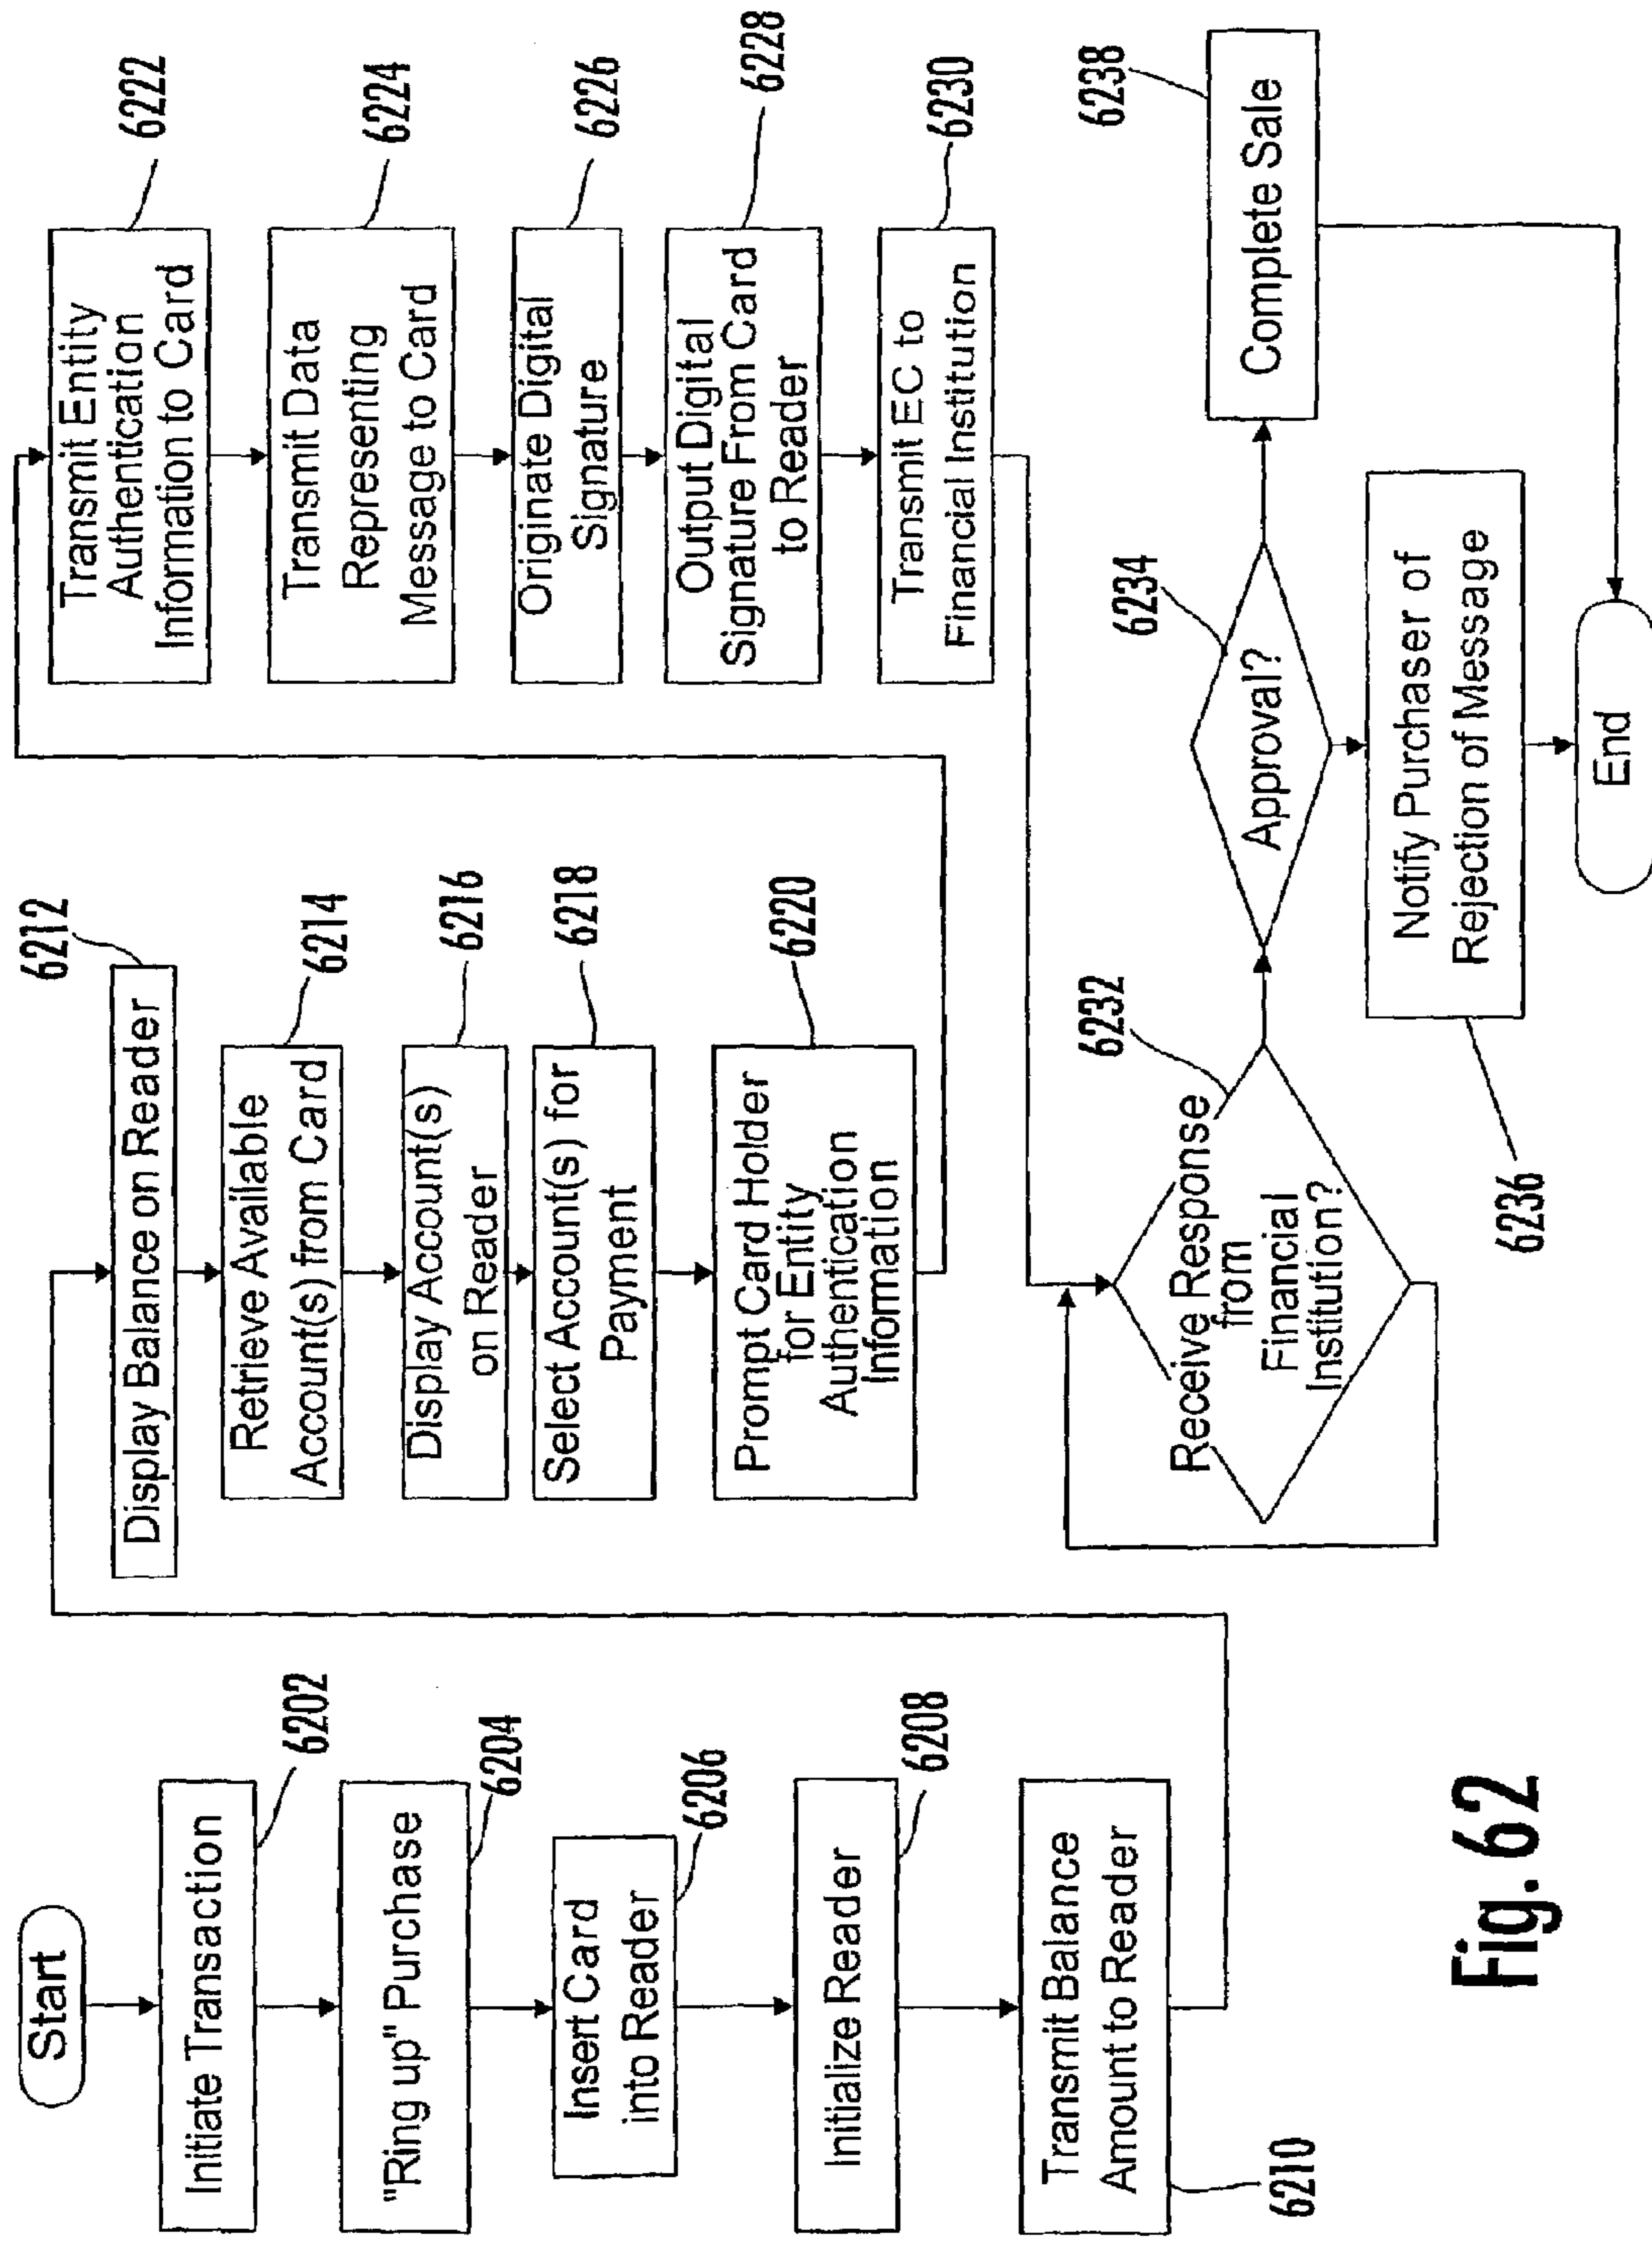 Start
Initiate Transaction
6202
"Ring up" Purchase
6204
Insert Card
into Reader
6206
Initialize Reader
6208
Transmit Balance
Amount to Reader
6210
6212
Display Balance on Reader
Retrieve Available
Account(s) from Card
6214
Display Account(s)
on Reader
6216
Select Account(s) for
Payment
6218
Prompt Card Holder
for Entity
Authentication
Information
6220
Transmit Entity
Authentication
Information to Card
6222
Transmit Data
Representing
Message to Card
6224
Originate Digital
Signature
6226
Output Digital
Signature From Card
to Reader
6228
Transmit EC to
Financial Institution
6230
Receive Response
from
Financial
Institution?
6232
Approval?
6234
Notify Purchaser of
Rejection of Message
6236
Complete Sale
6238
End
Fig. 62